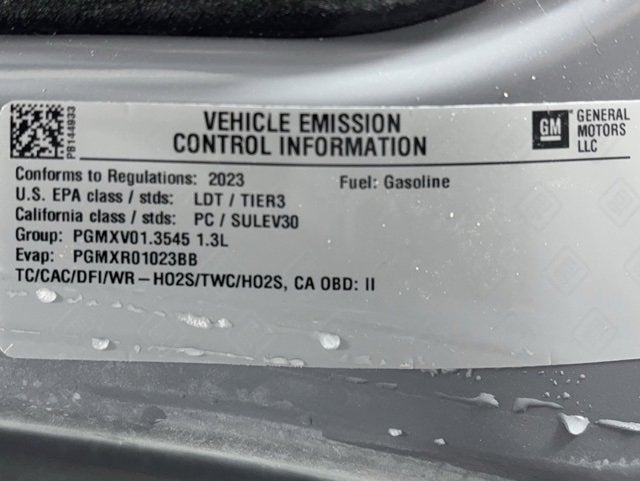 VEHICLE EMISSION
CONTROL INFORMATION
GM
GENERAL
MOTORS
LLC
PB144933
Conforms to Regulations: 2023 Fuel: Gasoline
U.S. EPA class / stds: LDT / TIER3
California class / stds: PC / SULEV30
Group: PGMXV01.3545 1.3L
Evap: PGMXR01023BB
TC/CAC/DFI/WR-HO2S/TWC/HO2S, CA OBD: II